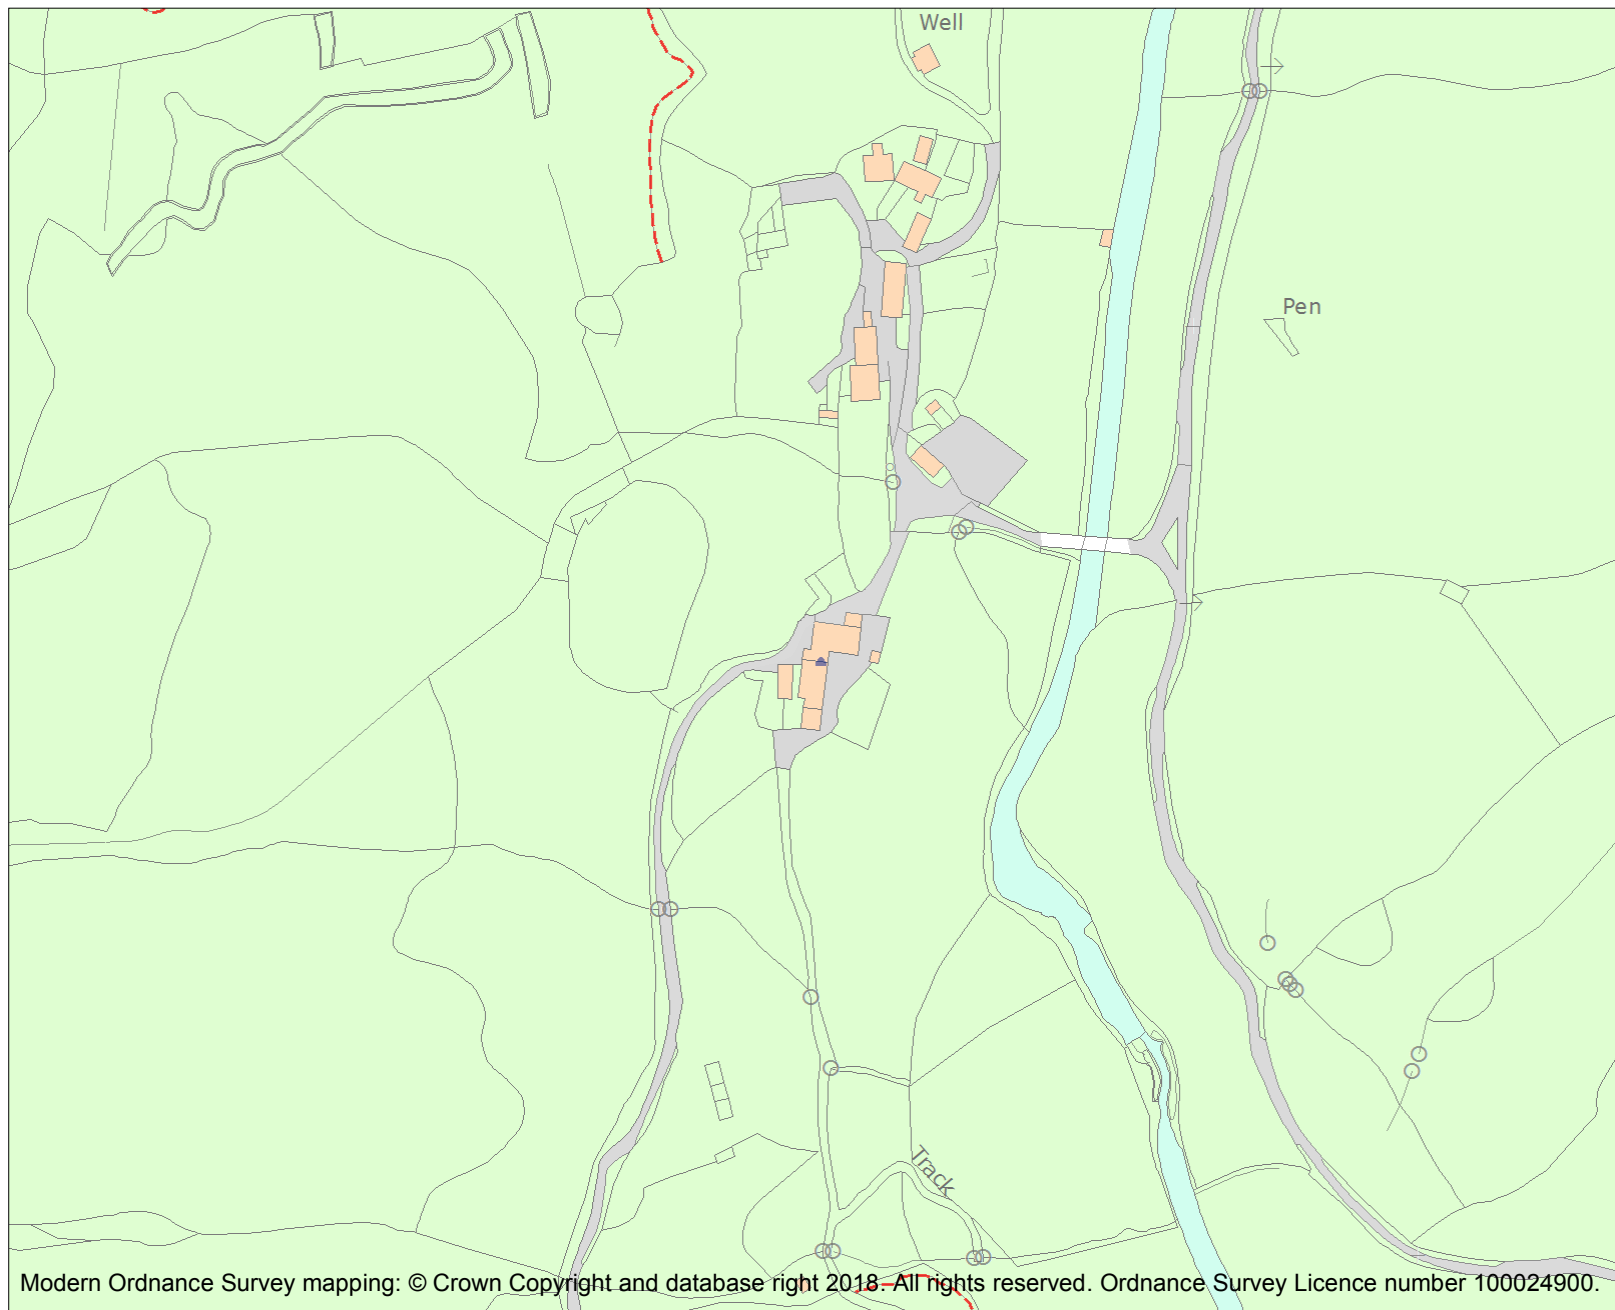 Well
Pen
Track
Modern Ordnance Survey mapping: © Crown Copyright and database right 2018. All rights reserved. Ordnance Survey Licence number 100024900.